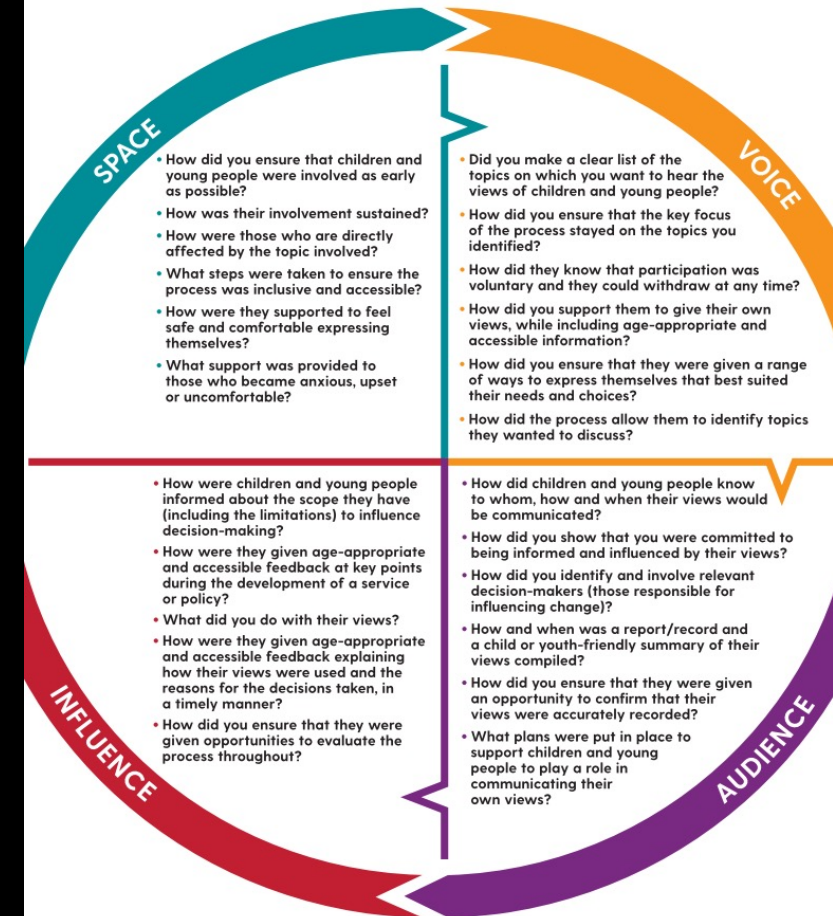 SPACE
• How did you ensure that children and
young people were involved as early
as possible?
• How was their involvement sustained?
• How were those who are directly
affected by the topic involved?
• What steps were taken to ensure the
process was inclusive and accessible?
• How were they supported to feel
safe and comfortable expressing
themselves?
• What support was provided to
those who became anxious, upset
or uncomfortable?
VOICE
• Did you make a clear list of the
topics on which you want to hear the
views of children and young people?
• How did you ensure that the key focus
of the process stayed on the topics you
identified?
• How did they know that participation was
voluntary and they could withdraw at any time?
• How did you support them to give their own
views, while including age-appropriate and
accessible information?
• How did you ensure that they were given a range
of ways to express themselves that best suited
their needs and choices?
• How did the process allow them to identify topics
they wanted to discuss?
INFLUENCE
• How were children and young people
informed about the scope they have
(including the limitations) to influence
decision-making?
• How were they given age-appropriate
and accessible feedback at key points
during the development of a service
or policy?
• What did you do with their views?
• How were they given age-appropriate
and accessible feedback explaining
how their views were used and the
reasons for the decisions taken, in
a timely manner?
• How did you ensure that they were
given opportunities to evaluate the
process throughout?
AUDIENCE
• How did children and young people know
to whom, how and when their views would
be communicated?
• How did you show that you were committed to
being informed and influenced by their views?
• How did you identify and involve relevant
decision-makers (those responsible for
influencing change)?
• How and when was a report/record and
a child or youth-friendly summary of their
views compiled?
• How did you ensure that they were given
an opportunity to confirm that their
views were accurately recorded?
• What plans were put in place to
support children and young
people to play a role in
communicating their
own views?